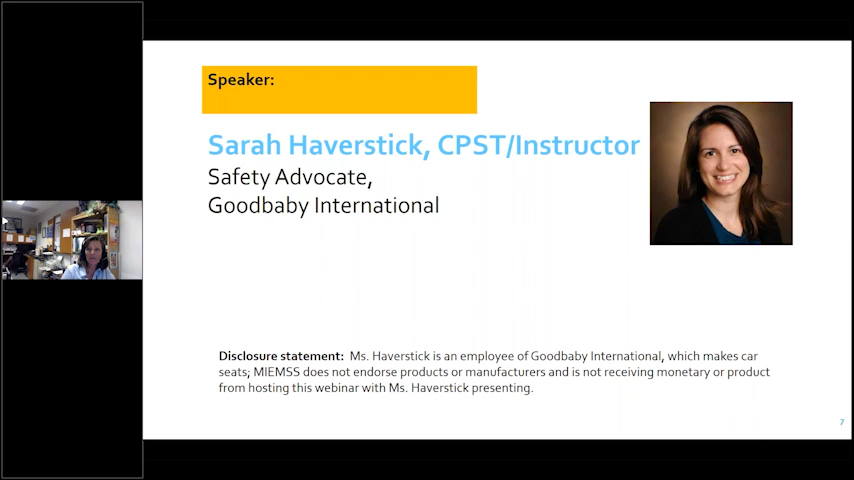 Speaker:
Sarah Haverstick, CPST/Instructor
Safety Advocate,
Goodbaby International
Disclosure statement: Ms. Haverstick is an employee of Goodbaby International, which makes car
seats; MIEMSS does not endorse products or manufacturers and is not receiving monetary or product
from hosting this webinar with Ms. Haverstick presenting.
7